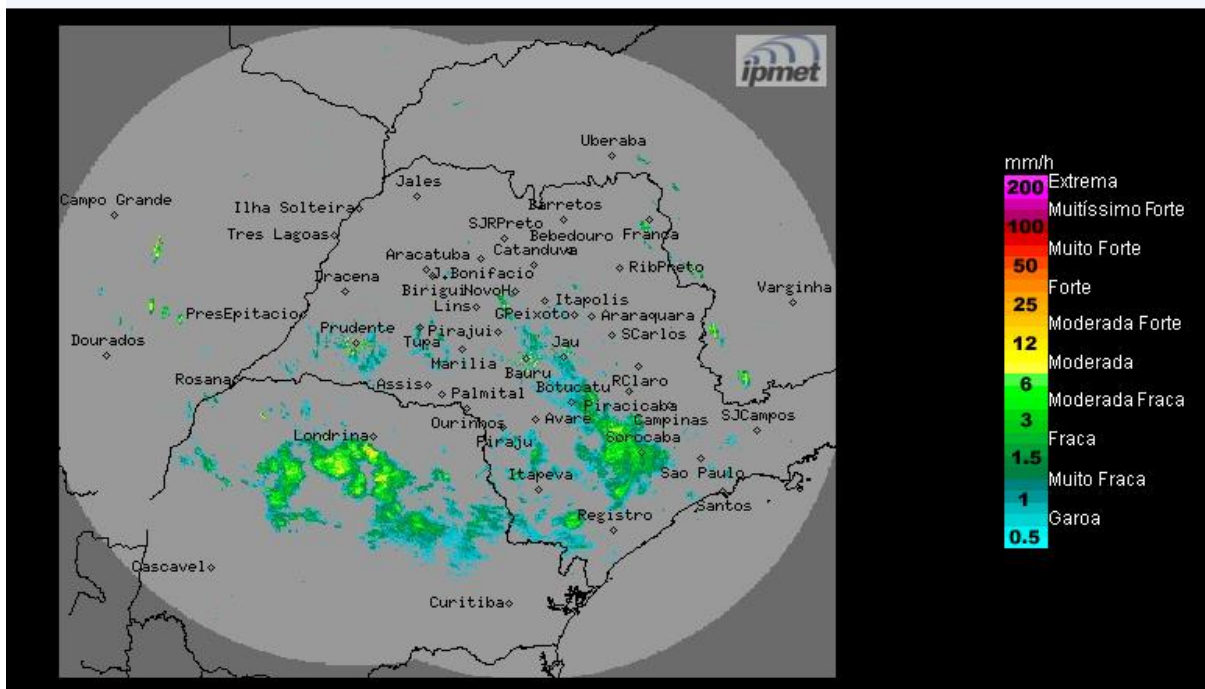 ipmet
Uberaba
Jales
Campo Grande
Ilha Solteira
Barretos
SJRPreto
Tres Lagoas
Bebedouro
Franca
Catanduva
Aracatuba
J.Bonifacio
RibPreto
Dracena
Birigui
NovoH
Varginha
Lins
Itapolis
PresEpitacio
GPeixoto
Araraquara
Prudente
Pirajui
SCarlos
Dourados
Tupa
Jau
Marilia
Bauru
Rosana
Assis
Botucatu
RClaro
Palmital
Piracicaba
SJCampos
Ourinhos
Avare
Campinas
Londrina
Piraju
Sorocaba
Itapeva
Sao Paulo
Santos
Registro
Cascavel
Curitiba
mm/h
200 Extrema
Muitíssimo Forte
100
Muito Forte
50
Forte
25
Moderada Forte
12
Moderada
6
Moderada Fraca
3
Fraca
1.5
Muito Fraca
1
Garoa
0.5